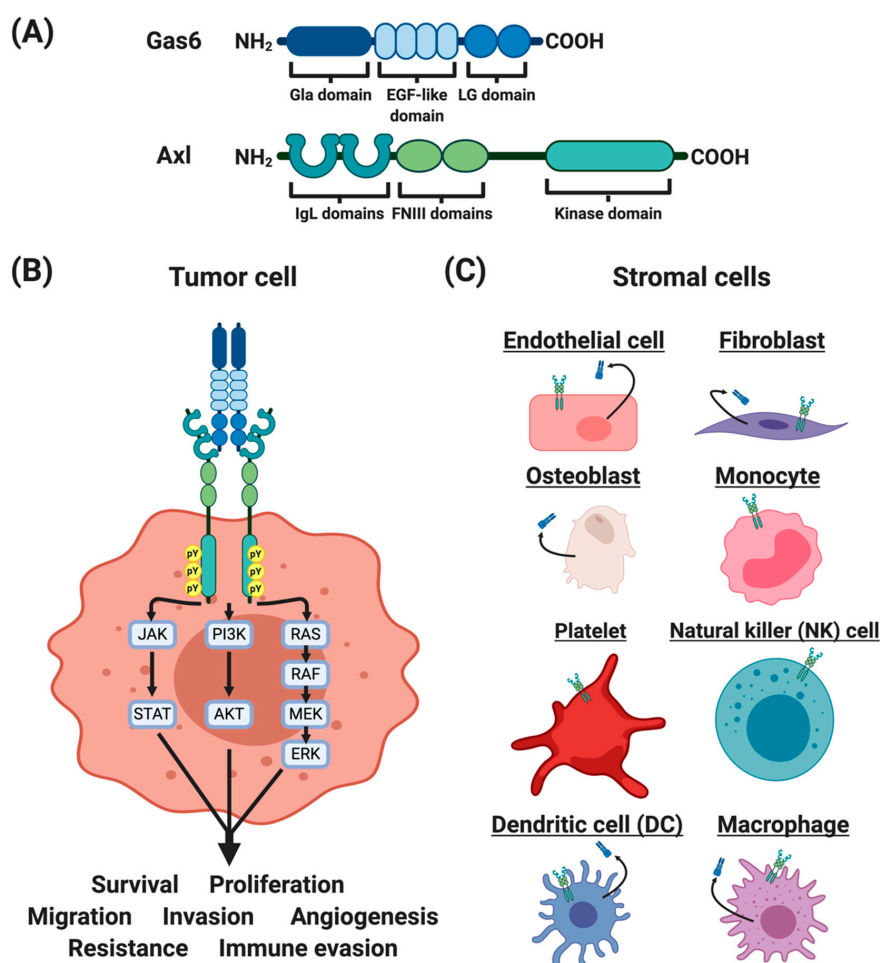 (A)
Gas6 NH2 COOH
Gla domain EGF-like domain LG domain
Axl NH2 COOH
IgL domains FNIII domains Kinase domain
(B) Tumor cell
pY pY
pY pY
pY pY
JAK PI3K RAS
RAF
STAT AKT MEK
ERK
Survival Proliferation
Migration Invasion Angiogenesis
Resistance Immune evasion
(C) Stromal cells
Endothelial cell Fibroblast
Osteoblast Monocyte
Platelet Natural killer (NK) cell
Dendritic cell (DC) Macrophage